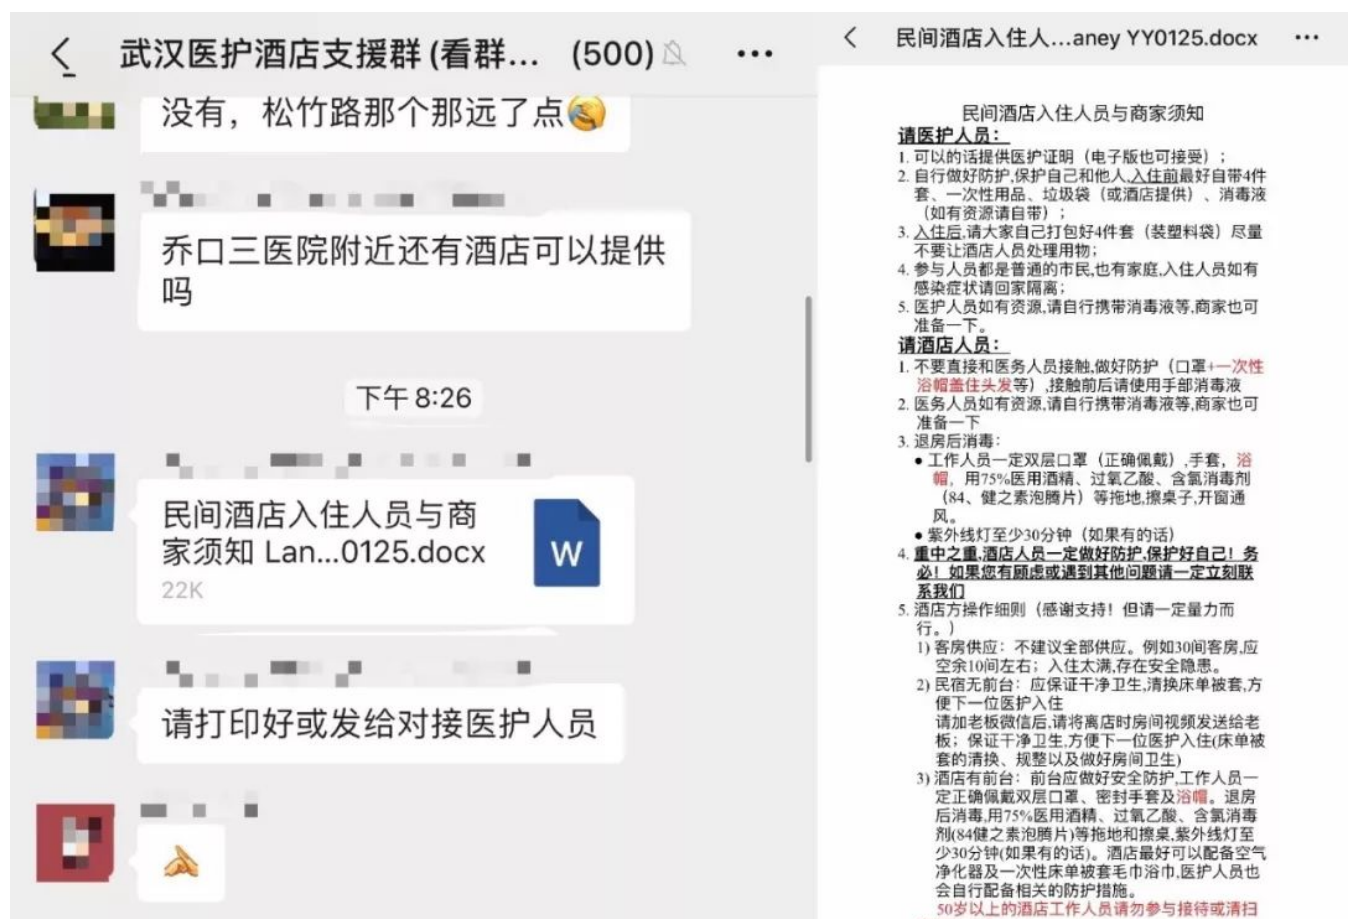 武汉医护酒店支援群(看群... (500)
没有，松竹路那个那远了点
乔口三医院附近还有酒店可以提供
吗
下午 8:26
民间酒店入住人员与商
家须知 Lan...0125.docx
22K
W
请打印好或发给对接医护人员
民间酒店入住人...aney YY0125.docx
民间酒店入住人员与商家须知
请医护人员：
1. 可以的话提供医护证明（电子版也可接受）；
2. 自行做好防护,保护自己和他人,入住前最好自带4件
套、一次性用品、垃圾袋（或酒店提供）、消毒液
（如有资源请自带）；
3. 入住后,请大家自己打包好4件套（装塑料袋）尽量
不要让酒店人员处理用物；
4. 参与人员都是普通的市民,也有家庭,入住人员如有
感染症状请回家隔离；
5. 医护人员如有资源,请自行携带消毒液等,商家也可
准备一下。
请酒店人员：
1. 不要直接和医务人员接触,做好防护（口罩+一次性
浴帽盖住头发等）,接触前后请使用手部消毒液
2. 医务人员如有资源,请自行携带消毒液等,商家也可
准备一下
3. 退房后消毒：
● 工作人员一定双层口罩（正确佩戴）,手套，浴
帽，用75%医用酒精、过氧乙酸、含氯消毒剂
（84、健之素泡腾片）等拖地,擦桌子,开窗通
风。
● 紫外线灯至少30分钟（如果有的话）
4. 重中之重,酒店人员一定做好防护,保护好自己！务
必！如果您有顾虑或遇到其他问题请一定立刻联
系我们
5. 酒店方操作细则（感谢支持！但请一定量力而
行。）
1) 客房供应：不建议全部供应。例如30间客房,应
空余10间左右；入住太满,存在安全隐患。
2) 民宿无前台：应保证干净卫生,清换床单被套,方
便下一位医护入住
请加老板微信后,请将离店时房间视频发送给老
板；保证干净卫生,方便下一位医护入住(床单被
套的清换、规整以及做好房间卫生)
3) 酒店有前台：前台应做好安全防护,工作人员一
定正确佩戴双层口罩、密封手套及浴帽。退房
后消毒,用75%医用酒精、过氧乙酸、含氯消毒
剂(84健之素泡腾片)等拖地和擦桌,紫外线灯至
少30分钟(如果有的话)。酒店最好可以配备空气
净化器及一次性床单被套毛巾浴巾,医护人员也
会自行配备相关的防护措施。
50岁以上的酒店工作人员请勿参与接待或清扫